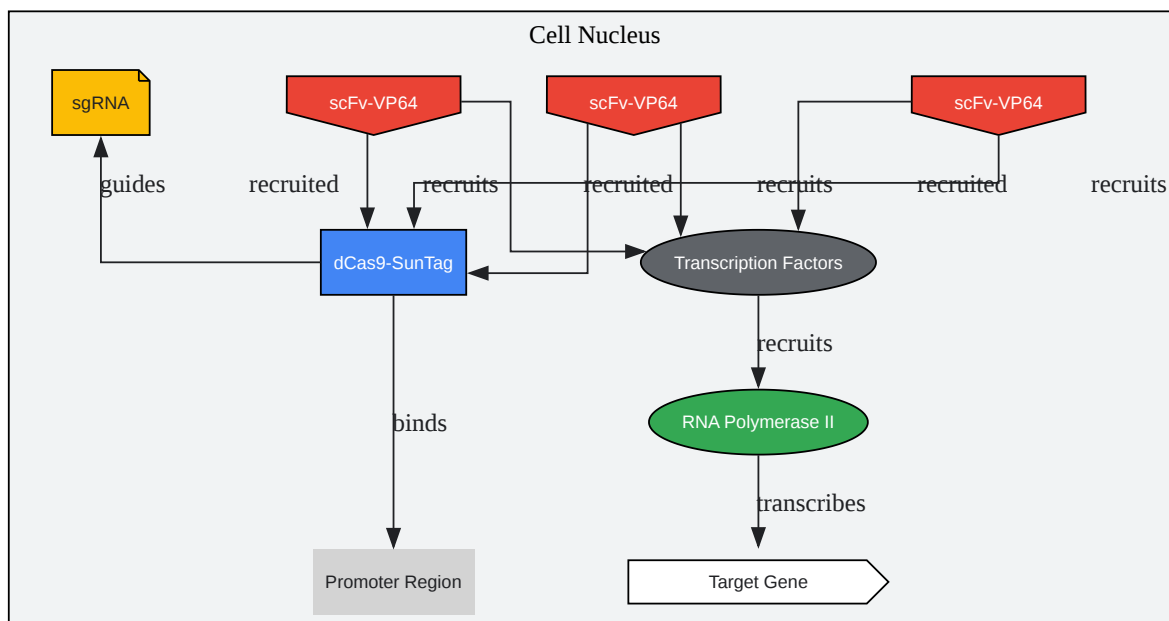 Cell Nucleus
sgRNA
scFv-VP64
scFv-VP64
scFv-VP64
guides
recruited
recruits
recruited
recruits
recruited
recruits
dCas9-SunTag
Transcription Factors
recruits
binds
RNA Polymerase II
transcribes
Promoter Region
Target Gene